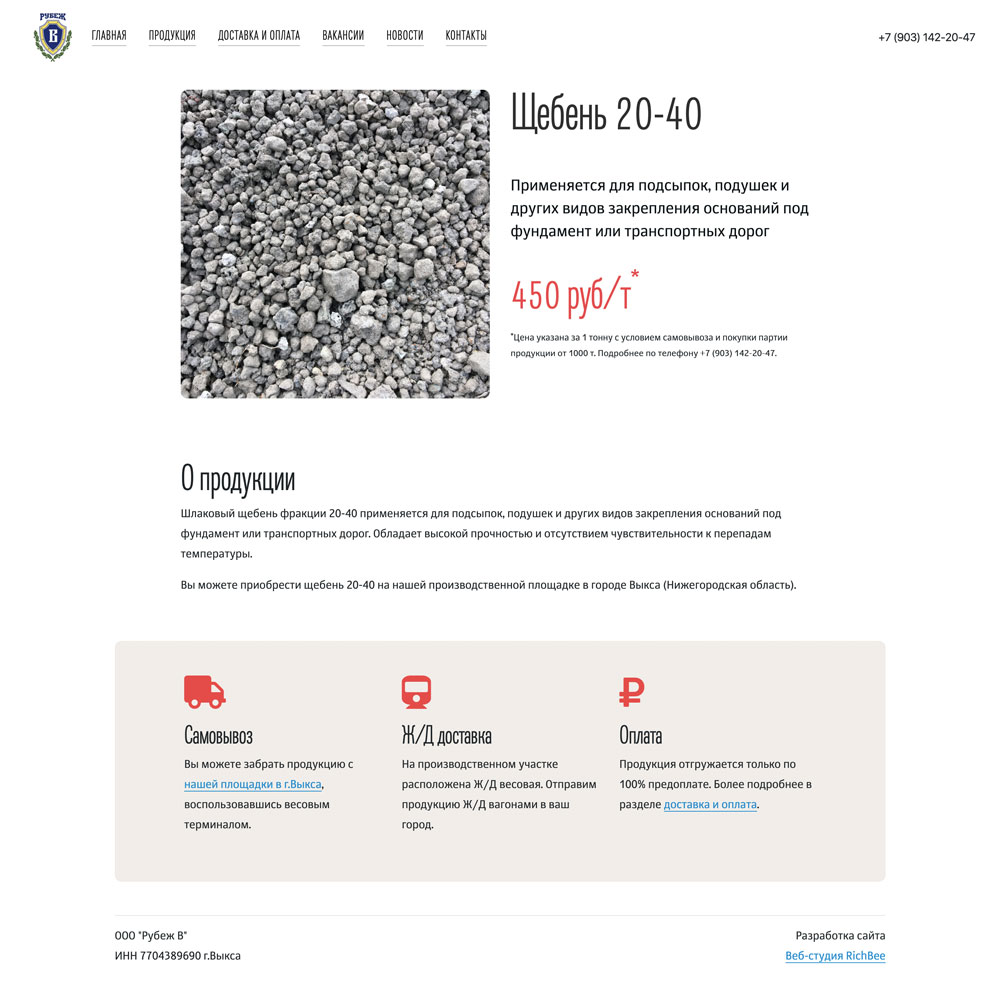 РУБЕЖ
В
ГЛАВНАЯ ПРОДУКЦИЯ ДОСТАВКА И ОПЛАТА ВАКАНСИИ НОВОСТИ КОНТАКТЫ
+7 (903) 142-20-47
Щебень 20-40
Применяется для подсыпок, подушек и
других видов закрепления оснований под
фундамент или транспортных дорог
450 руб/т*
*Цена указана за 1 тонну с условием самовывоза и покупки партии
продукции от 1000 т. Подробнее по телефону +7 (903) 142-20-47.
О продукции
Шлаковый щебень фракции 20-40 применяется для подсыпок, подушек и других видов закрепления оснований под
фундамент или транспортных дорог. Обладает высокой прочностью и отсутствием чувствительности к перепадам
температуры.
Вы можете приобрести щебень 20-40 на нашей производственной площадке в городе Выкса (Нижегородская область).
Самовывоз
Вы можете забрать продукцию с
нашей площадки в г.Выкса,
воспользовавшись весовым
терминалом.
Ж/Д доставка
На производственном участке
расположена Ж/Д весовая. Отправим
продукцию Ж/Д вагонами в ваш
город.
Оплата
Продукция отгружается только по
100% предоплате. Более подробнее в
разделе доставка и оплата.
ООО "Рубеж В"
ИНН 7704389690 г.Выкса
Разработка сайта
Веб-студия RichBee